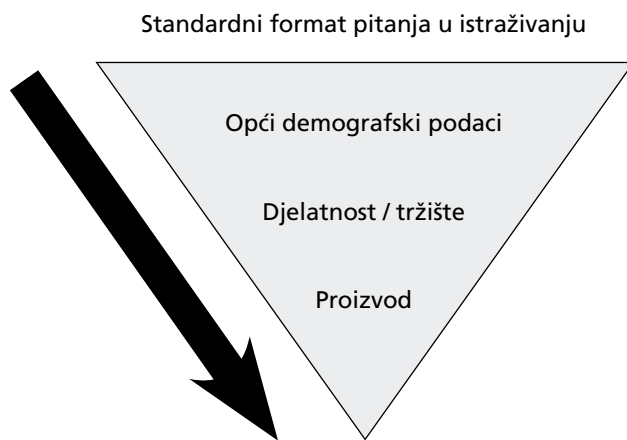 Standardni format pitanja u istraživanju
Opći demografski podaci
Djelatnost / tržište
Proizvod